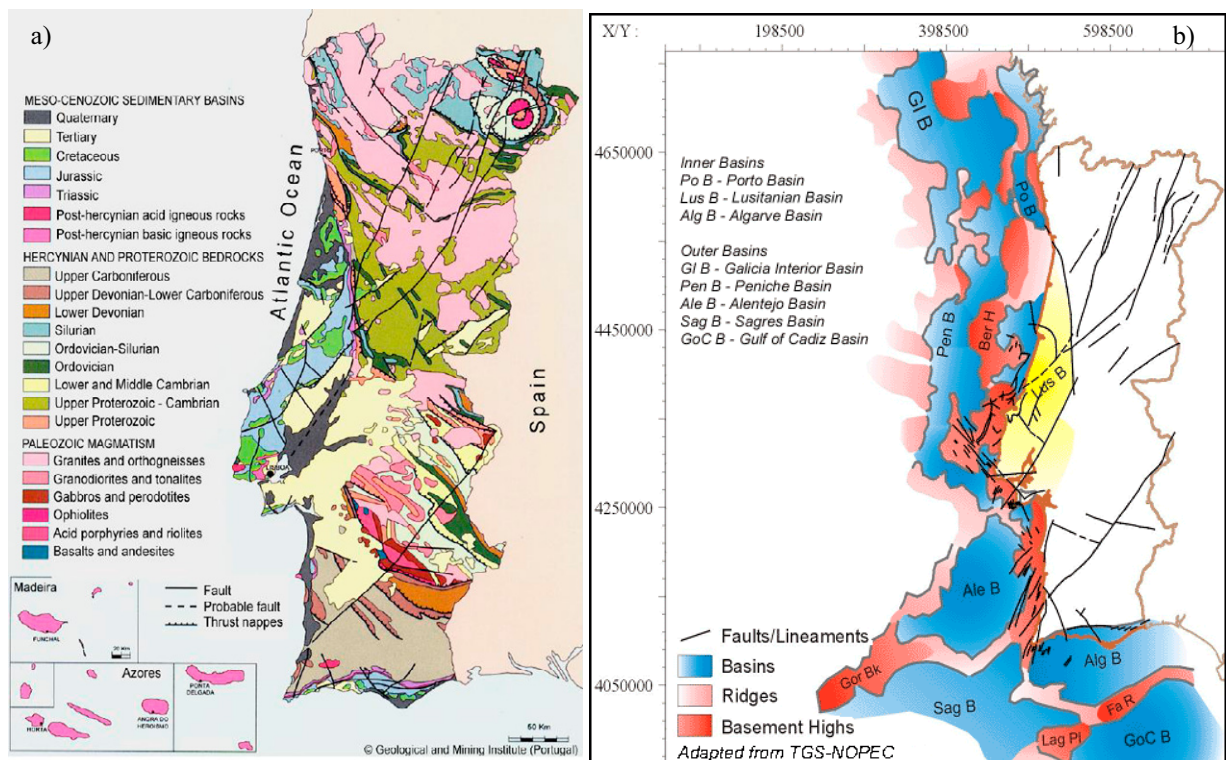 a)
MESO-CENOZOIC SEDIMENTARY BASINS
Quaternary
Tertiary
Cretaceous
Jurassic
Triassic
Post-hercynian acid igneous rocks
Post-hercynian basic igneous rocks
HERCYNIAN AND PROTEROZOIC BEDROCKS
Upper Carboniferous
Upper Devonian-Lower Carboniferous
Lower Devonian
Silurian
Ordovician-Silurian
Ordovician
Lower and Middle Cambrian
Upper Proterozoic - Cambrian
Upper Proterozoic
PALEOZOIC MAGMATISM
Granites and orthogneisses
Granodiorites and tonalites
Gabbros and perodotites
Ophiolites
Acid porphyries and riolites
Basalts and andesites
Atlantic Ocean
PORTO
LISBOA
Spain
Fault
Probable fault
Thrust nappes
Madeira
FUNCHAL
Azores
PONTA
DELGADA
HORTA
ANGRA DO
HEROISMO
50 Km
© Geological and Mining Institute (Portugal)
X/Y :
198500
398500
598500
b)
4650000
4450000
4250000
4050000
Inner Basins
Po B - Porto Basin
Lus B - Lusitanian Basin
Alg B - Algarve Basin
Outer Basins
GI B - Galicia Interior Basin
Pen B - Peniche Basin
Ale B - Alentejo Basin
Sag B - Sagres Basin
GoC B - Gulf of Cadiz Basin
GI B
Po B
Pen B
Ber H
Lus B
Ale B
Gor Bk
Alg B
Sag B
Fa R
Lag Pl
GoC B
Faults/Lineaments
Basins
Ridges
Basement Highs
Adapted from TGS-NOPEC